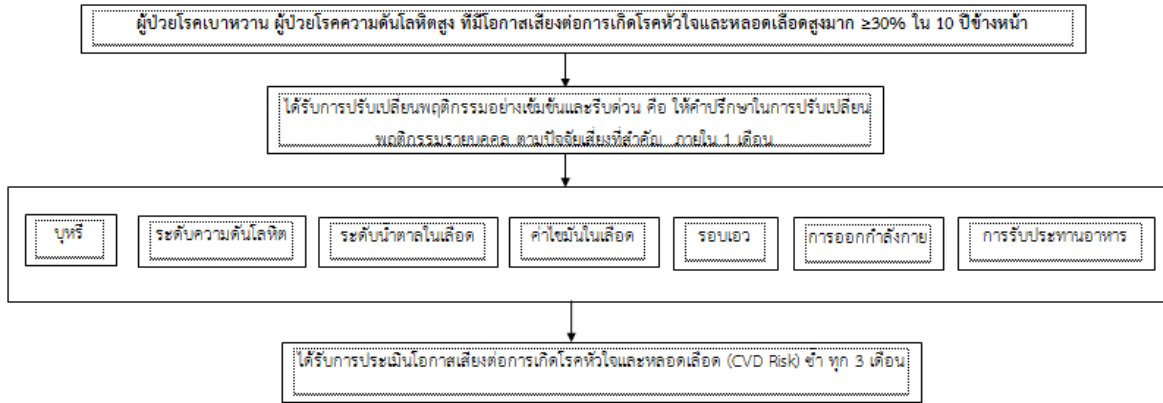 ผู้ป่วยโรคเบาหวาน ผู้ป่วยโรคความดันโลหิตสูง ที่มีโอกาสเสี่ยงต่อการเกิดโรคหัวใจและหลอดเลือดสูงมาก ≥30% ใน 10 ปีข้างหน้า
ได้รับการปรับเปลี่ยนพฤติกรรมอย่างเข้มข้นและรีบด่วน คือ ให้คำปรึกษาในการปรับเปลี่ยน
พฤติกรรมรายบุคคล ตามปัจจัยเสี่ยงที่สำคัญ ภายใน 1 เดือน
บุหรี่
ระดับความดันโลหิต
ระดับน้ำตาลในเลือด
ค่าไขมันในเลือด
รอบเอว
การออกกำลังกาย
การรับประทานอาหาร
ได้รับการประเมินโอกาสเสี่ยงต่อการเกิดโรคหัวใจและหลอดเลือด (CVD Risk) ซ้ำ ทุก 3 เดือน